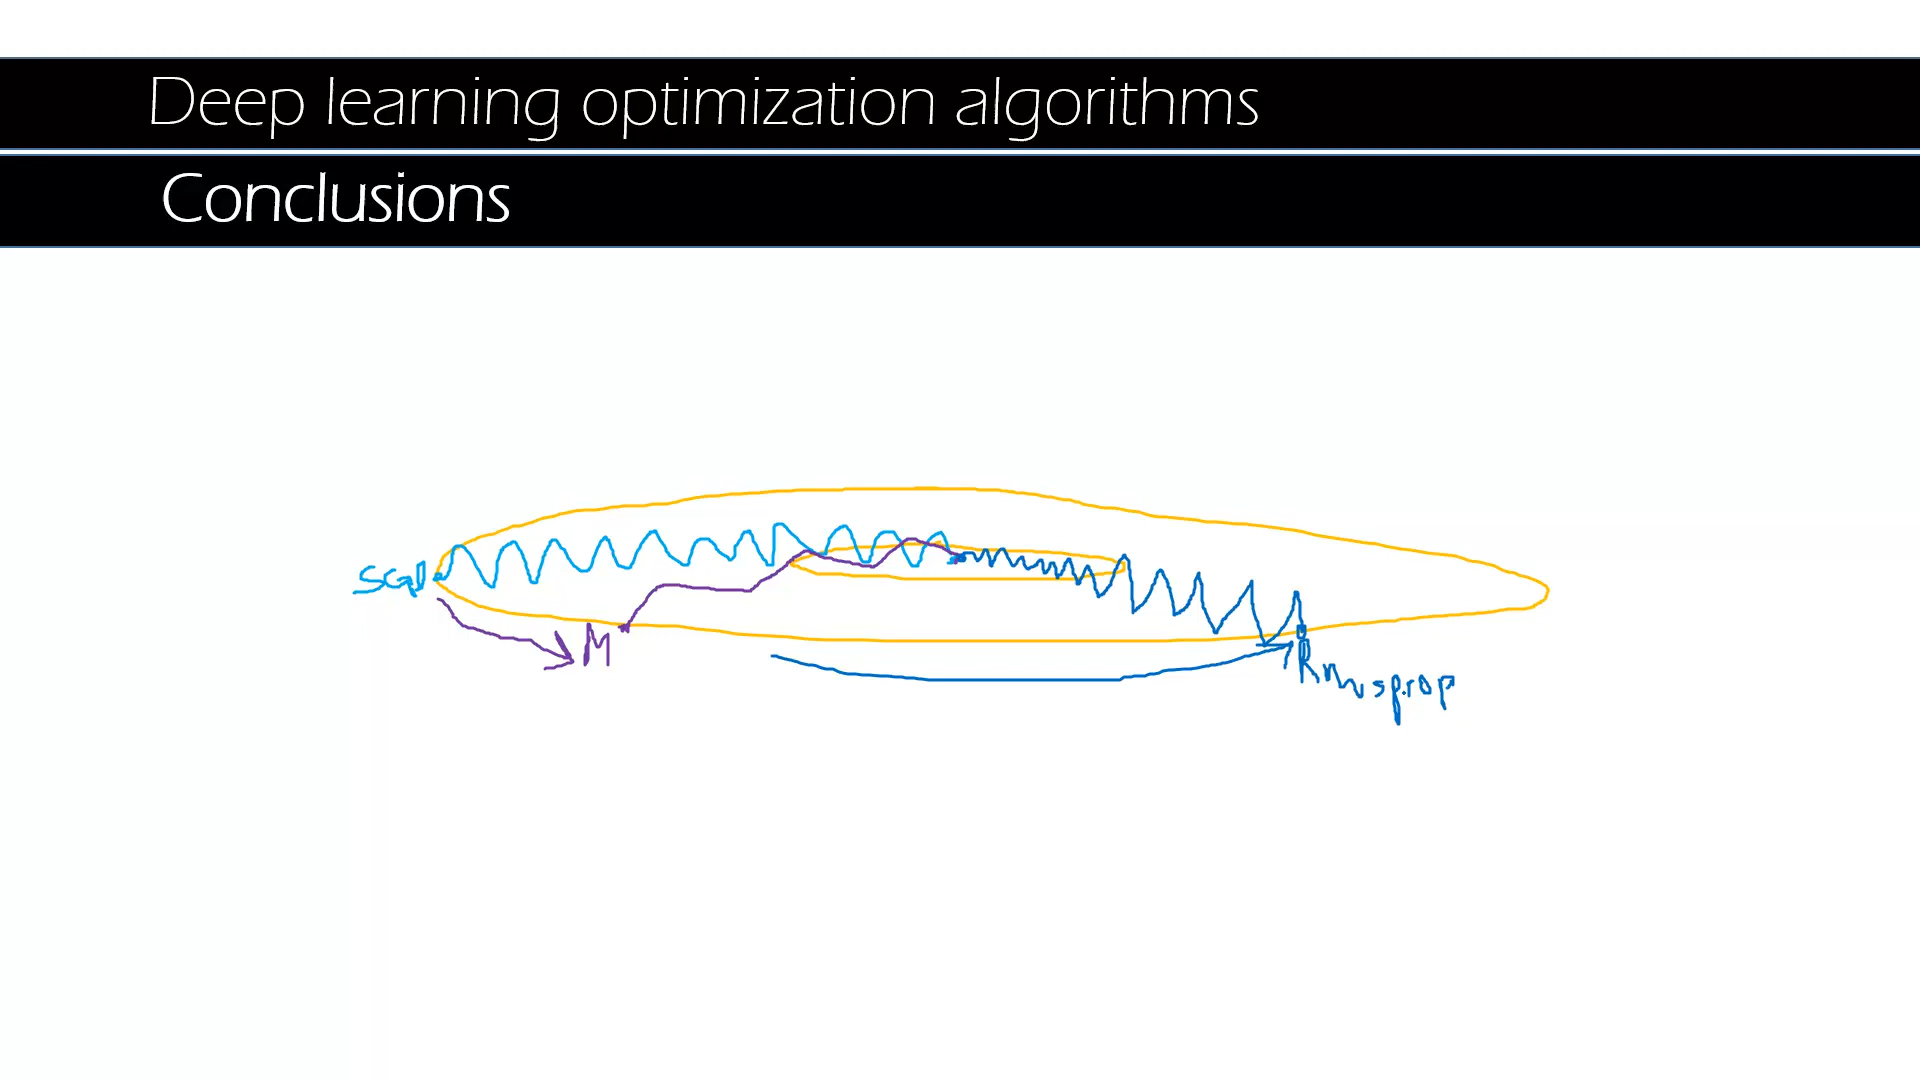 Deep learning optimization algorithms
Conclusions
SGD
M
Rmsprop